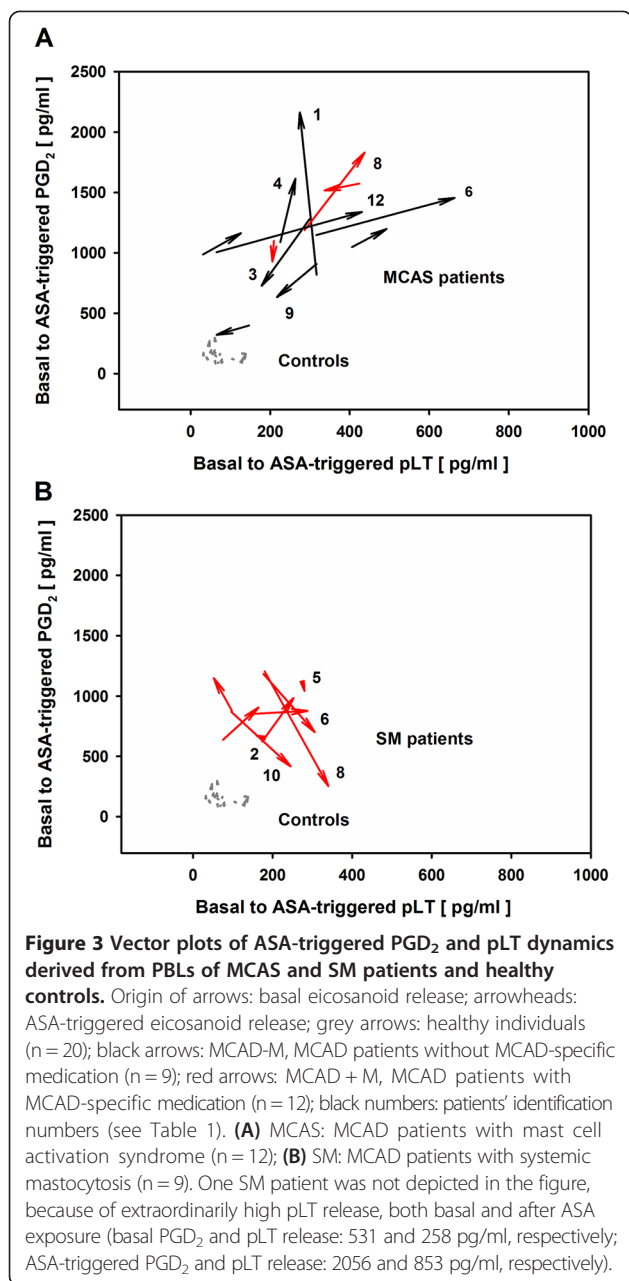 A
2500
2000
1500
1000
500
0
Basal to ASA-triggered PGD2 [ pg/ml ]
1
8
4
12
6
3
9
MCAS patients
Controls
0 200 400 600 800 1000
Basal to ASA-triggered pLT [ pg/ml ]
B
2500
2000
1500
1000
500
0
Basal to ASA-triggered PGD2 [ pg/ml ]
5
6
2
10
8
SM patients
Controls
0 200 400 600 800 1000
Basal to ASA-triggered pLT [ pg/ml ]
Figure 3 Vector plots of ASA-triggered PGD2 and pLT dynamics
derived from PBLs of MCAS and SM patients and healthy
controls. Origin of arrows: basal eicosanoid release; arrowheads:
ASA-triggered eicosanoid release; grey arrows: healthy individuals
(n = 20); black arrows: MCAD-M, MCAD patients without MCAD-specific
medication (n = 9); red arrows: MCAD + M, MCAD patients with
MCAD-specific medication (n = 12); black numbers: patients' identification
numbers (see Table 1). (A) MCAS: MCAD patients with mast cell
activation syndrome (n = 12); (B) SM: MCAD patients with systemic
mastocytosis (n = 9). One SM patient was not depicted in the figure,
because of extraordinarily high pLT release, both basal and after ASA
exposure (basal PGD2 and pLT release: 531 and 258 pg/ml, respectively;
ASA-triggered PGD2 and pLT release: 2056 and 853 pg/ml, respectively).